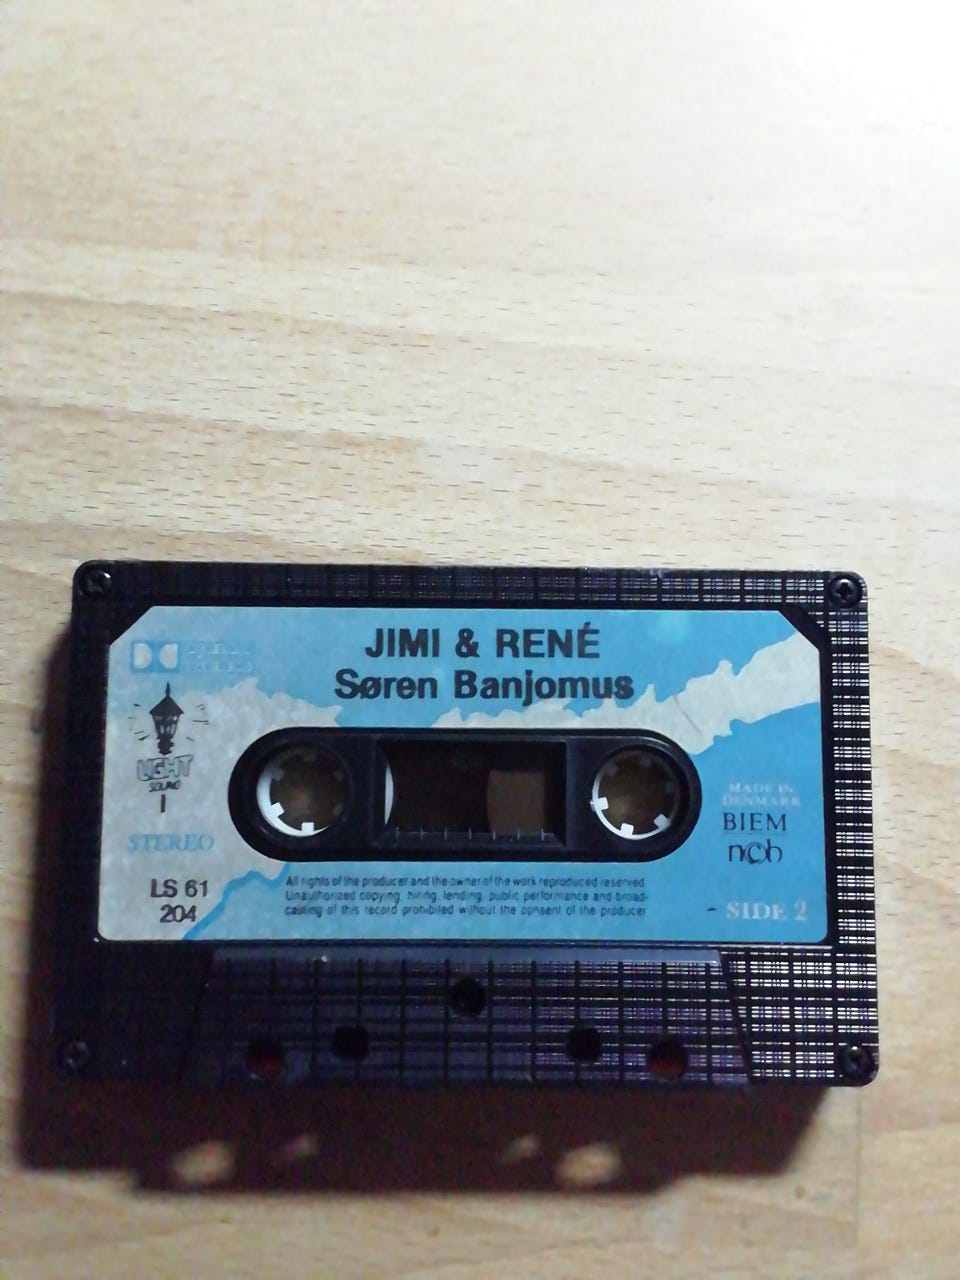 JIMI & RENÉ
Søren Banjomus
LIGHT
SOUND
STEREO
LS 61
204
MADE IN
DENMARK
BIEM
n©b
SIDE 2
All rights of the producer and the owner of the work reproduced reserved.
Unauthorized copying, hiring, lending, public performance and broad-
casting of this record prohibited without the consent of the producer